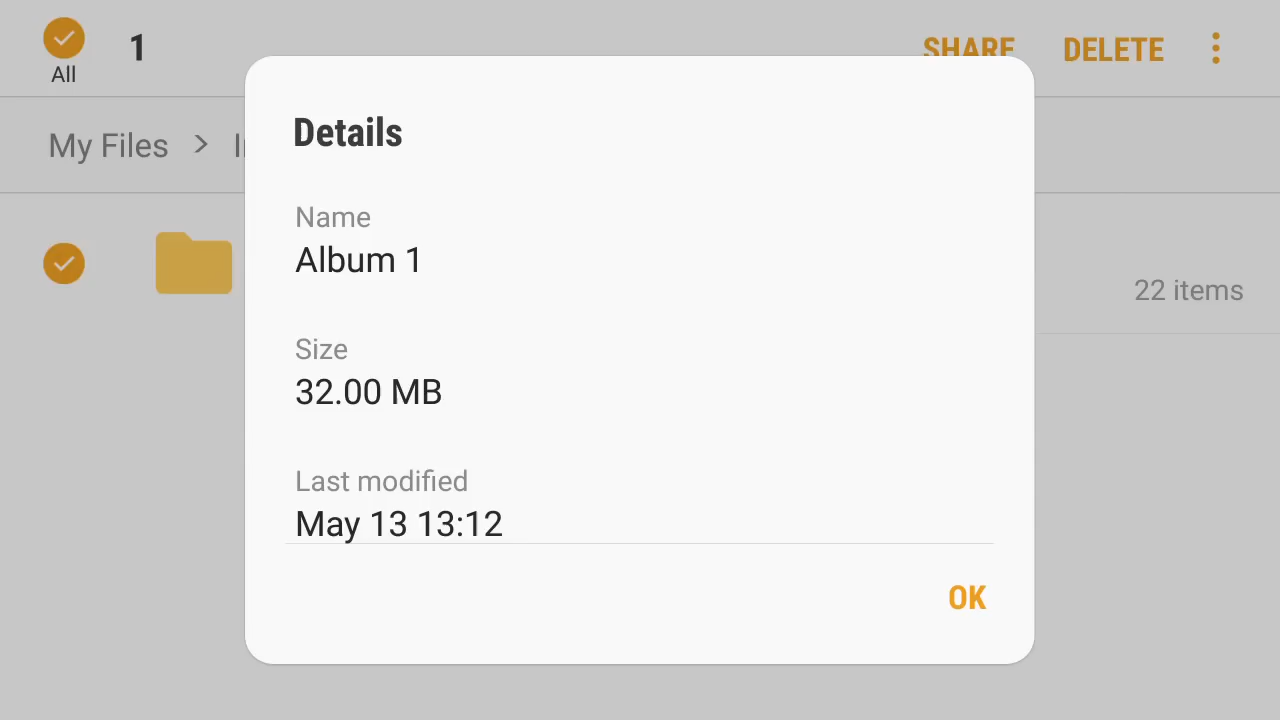 All
1
SHARE
DELETE
My Files
Details
Name
Album 1
22 items
Size
32.00 MB
Last modified
May 13 13:12
OK